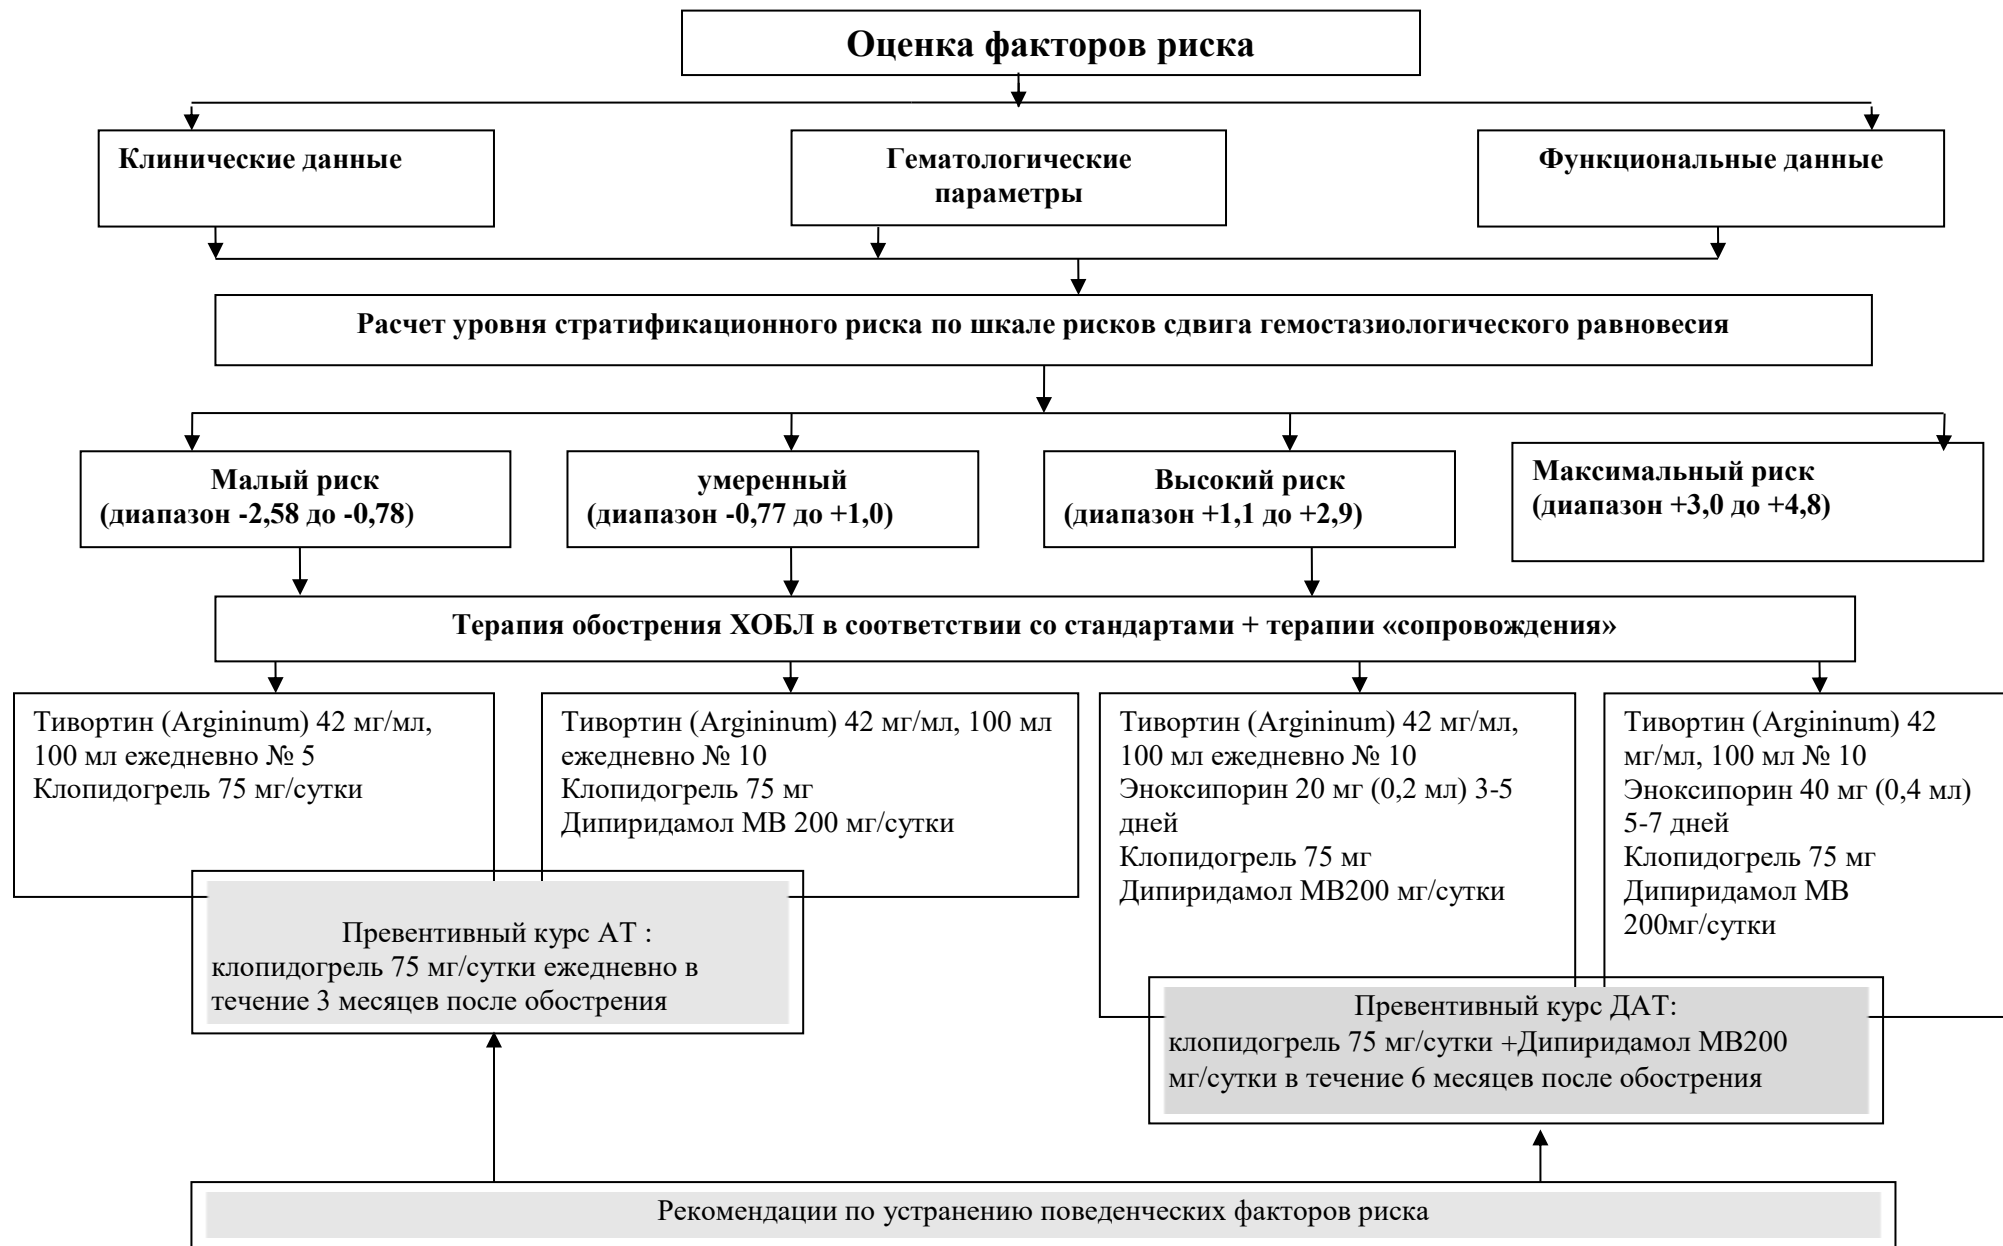 Оценка факторов риска
Клинические данные
Гематологические
параметры
Функциональные данные
Расчет уровня стратификационного риска по шкале рисков сдвига гемостазиологического равновесия
Малый риск
(диапазон -2,58 до -0,78)
умеренный
(диапазон -0,77 до +1,0)
Высокий риск
(диапазон +1,1 до +2,9)
Максимальный риск
(диапазон +3,0 до +4,8)
Терапия обострения ХОБЛ в соответствии со стандартами + терапии «сопровождения»
Тивортин (Argininum) 42 мг/мл,
100 мл ежедневно № 5
Клопидогрель 75 мг/сутки
Тивортин (Argininum) 42 мг/мл, 100 мл
ежедневно № 10
Клопидогрель 75 мг
Дипиридамол МВ 200 мг/сутки
Тивортин (Argininum) 42 мг/мл,
100 мл ежедневно № 10
Эноксипорин 20 мг (0,2 мл) 3-5
дней
Клопидогрель 75 мг
Дипиридамол МВ200 мг/сутки
Тивортин (Argininum) 42
мг/мл, 100 мл № 10
Эноксипорин 40 мг (0,4 мл)
5-7 дней
Клопидогрель 75 мг
Дипиридамол МВ
200мг/сутки
Превентивный курс АТ :
клопидогрель 75 мг/сутки ежедневно в
течение 3 месяцев после обострения
Превентивный курс ДАТ:
клопидогрель 75 мг/сутки +Дипиридамол МВ200
мг/сутки в течение 6 месяцев после обострения
Рекомендации по устранению поведенческих факторов риска